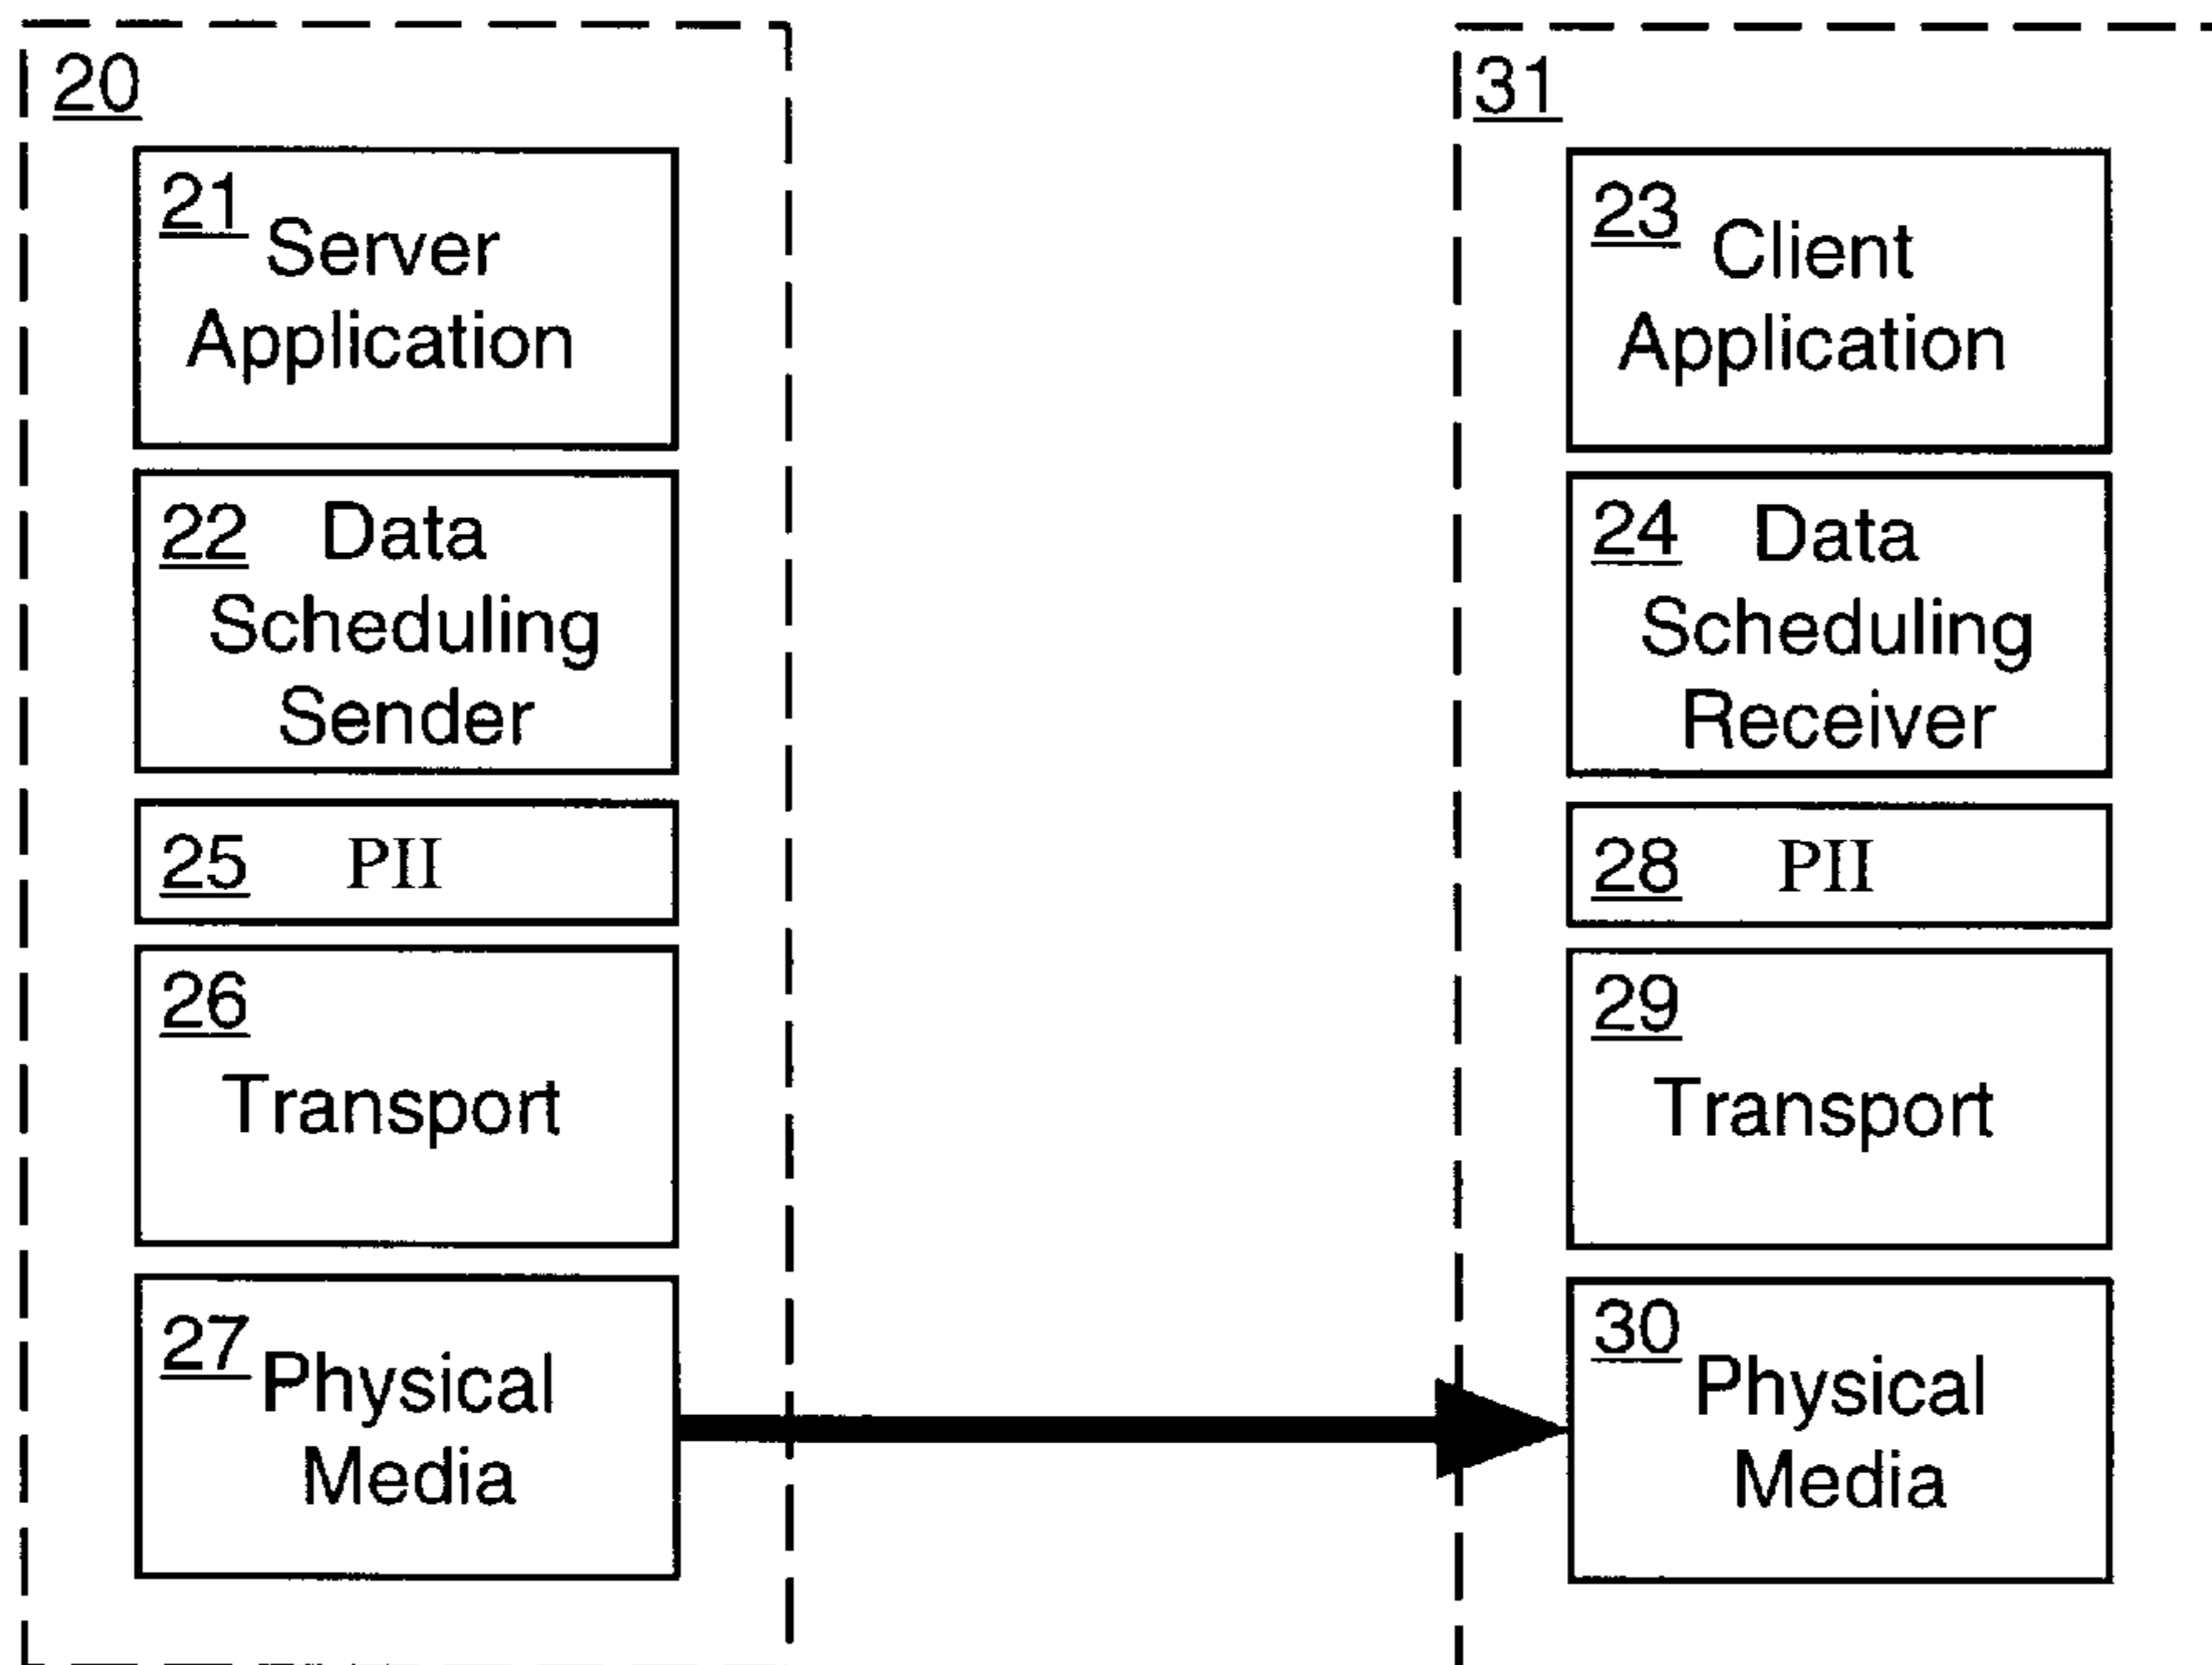 20
21 Server
Application
22 Data
Scheduling
Sender
25 PII
26
Transport
27 Physical
Media
31
23 Client
Application
24 Data
Scheduling
Receiver
28 PII
29
Transport
30 Physical
Media